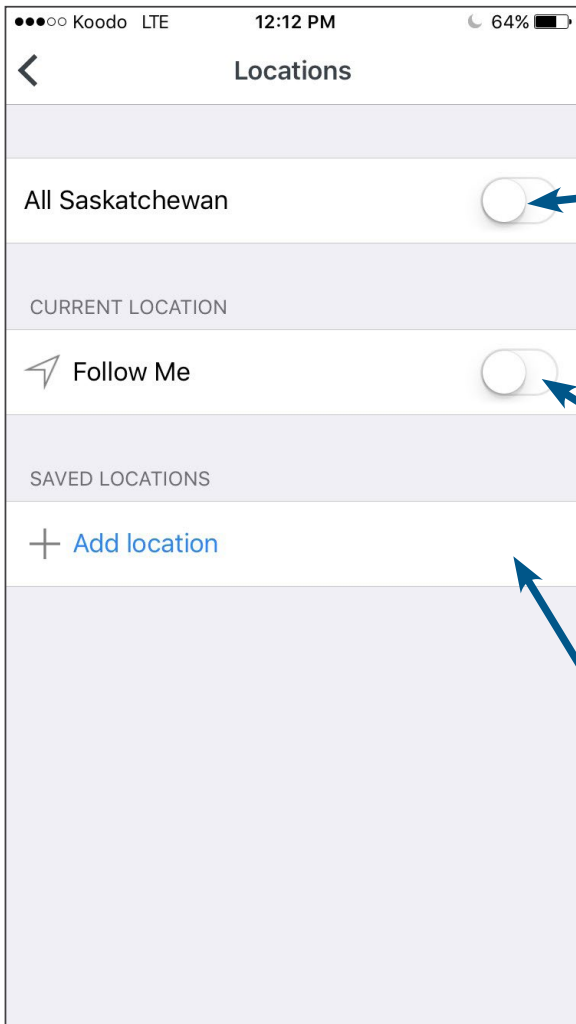 Koodo LTE 12:12 PM 64%
Locations
All Saskatchewan
CURRENT LOCATION
Follow Me
SAVED LOCATIONS
Add location